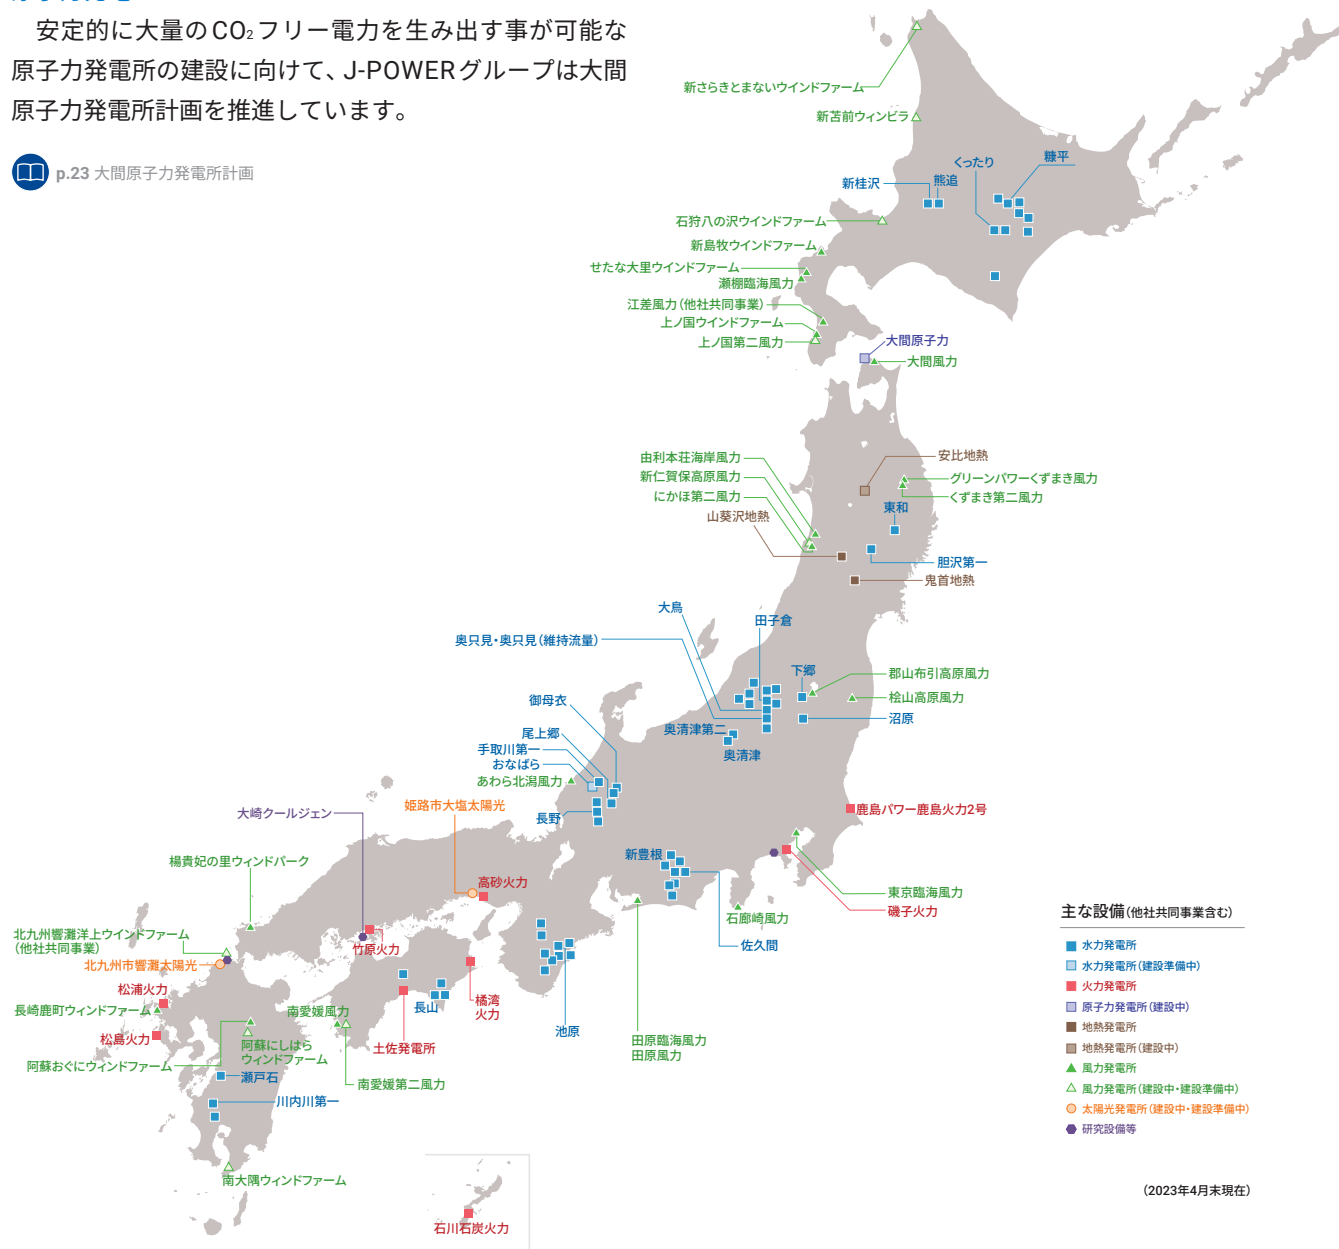 安定的に大量のCO₂フリー電力を生み出す事が可能な
原子力発電所の建設に向けて、J-POWERグループは大間
原子力発電所計画を推進しています。
p.23 大間原子力発電所計画
新さらきとまないウインドファーム
新苫前ウィンビラ
くったり
糠平
新桂沢
熊追
石狩八の沢ウインドファーム
新島牧ウインドファーム
せたな大里ウインドファーム
瀬棚臨海風力
江差風力(他社共同事業)
上ノ国ウインドファーム
上ノ国第二風力
大間原子力
大間風力
由利本荘海岸風力
新仁賀保高原風力
にかほ第二風力
山葵沢地熱
安比地熱
グリーンパワーくずまき風力
くずまき第二風力
東和
胆沢第一
鬼首地熱
大鳥
田子倉
奥只見・奥只見(維持流量)
下郷
郡山布引高原風力
桧山高原風力
沼原
御母衣
尾上郷
手取川第一
おなばら
あわら北潟風力
奥清津第二
奥清津
長野
大崎クールジェン
姫路市大塩太陽光
鹿島パワー鹿島火力2号
新豊根
楊貴妃の里ウィンドパーク
高砂火力
東京臨海風力
磯子火力
石廊崎風力
佐久間
北九州響灘洋上ウインドファーム
(他社共同事業)
北九州市響灘太陽光
竹原火力
松浦火力
長崎鹿町ウィンドファーム
松島火力
南愛媛風力
長山
橘湾
火力
池原
田原臨海風力
田原風力
阿蘇にしはら
ウィンドファーム
土佐発電所
阿蘇おぐにウィンドファーム
瀬戸石
南愛媛第二風力
川内川第一
南大隅ウィンドファーム
石川石炭火力
主な設備(他社共同事業含む)
水力発電所
水力発電所(建設準備中)
火力発電所
原子力発電所(建設中)
地熱発電所
地熱発電所(建設中)
風力発電所
風力発電所(建設中・建設準備中)
太陽光発電所(建設中・建設準備中)
研究設備等
(2023年4月末現在)